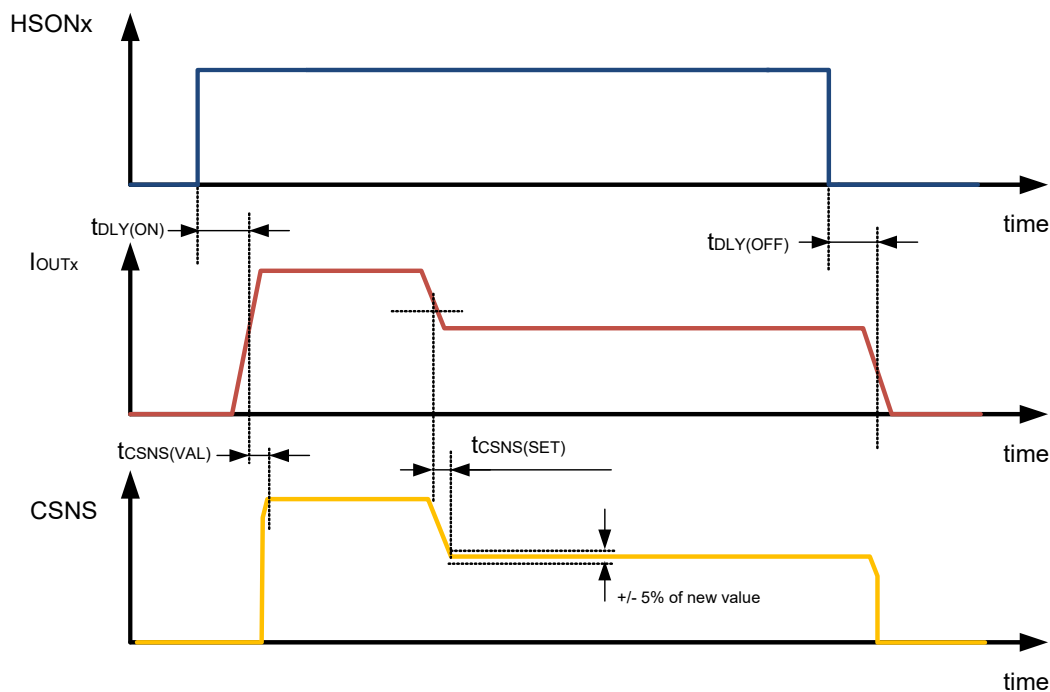 HSONx
time
tDLY(ON)
tDLY(OFF)
IOUTx
time
tCSNS(VAL)
tCSNS(SET)
CSNS
+/- 5% of new value
time